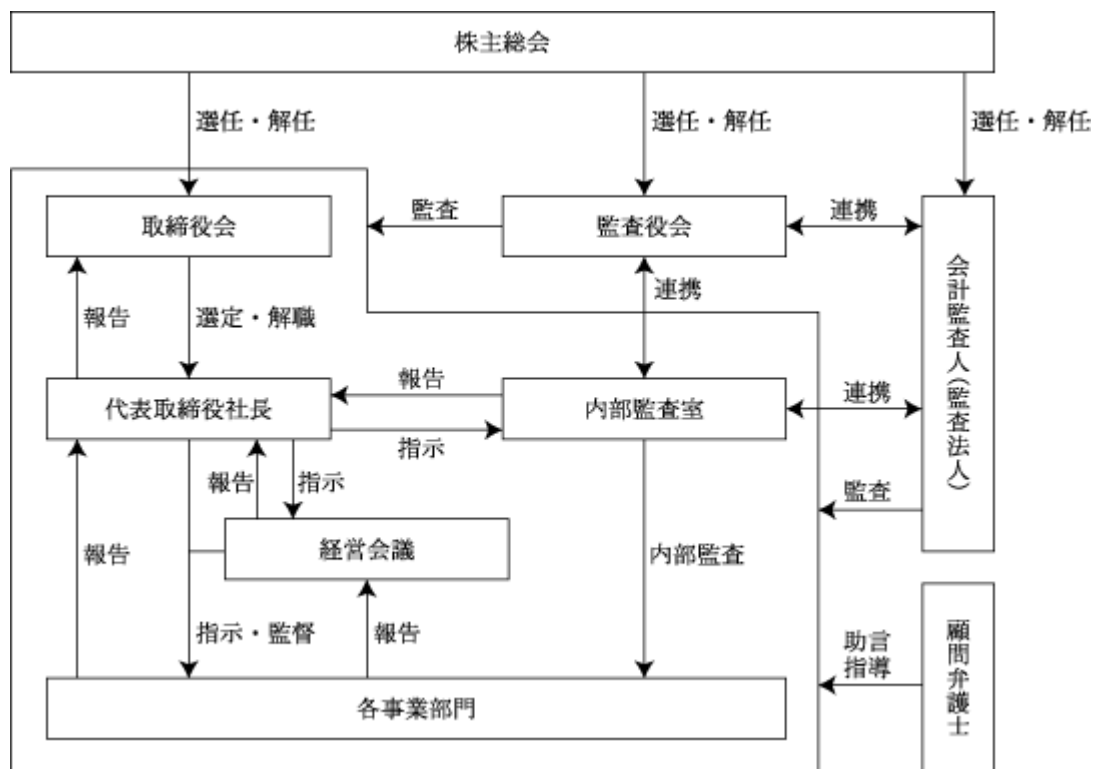 株主総会
選任・解任
選任・解任
選任・解任
取締役会
監査
監査役会
連携
報告
選定・解職
連携
会計監査人(監査法人)
代表取締役社長
報告
指示
内部監査室
連携
報告
指示
監査
報告
経営会議
内部監査
指示・監督
報告
助言
指導
顧問弁護士
各事業部門